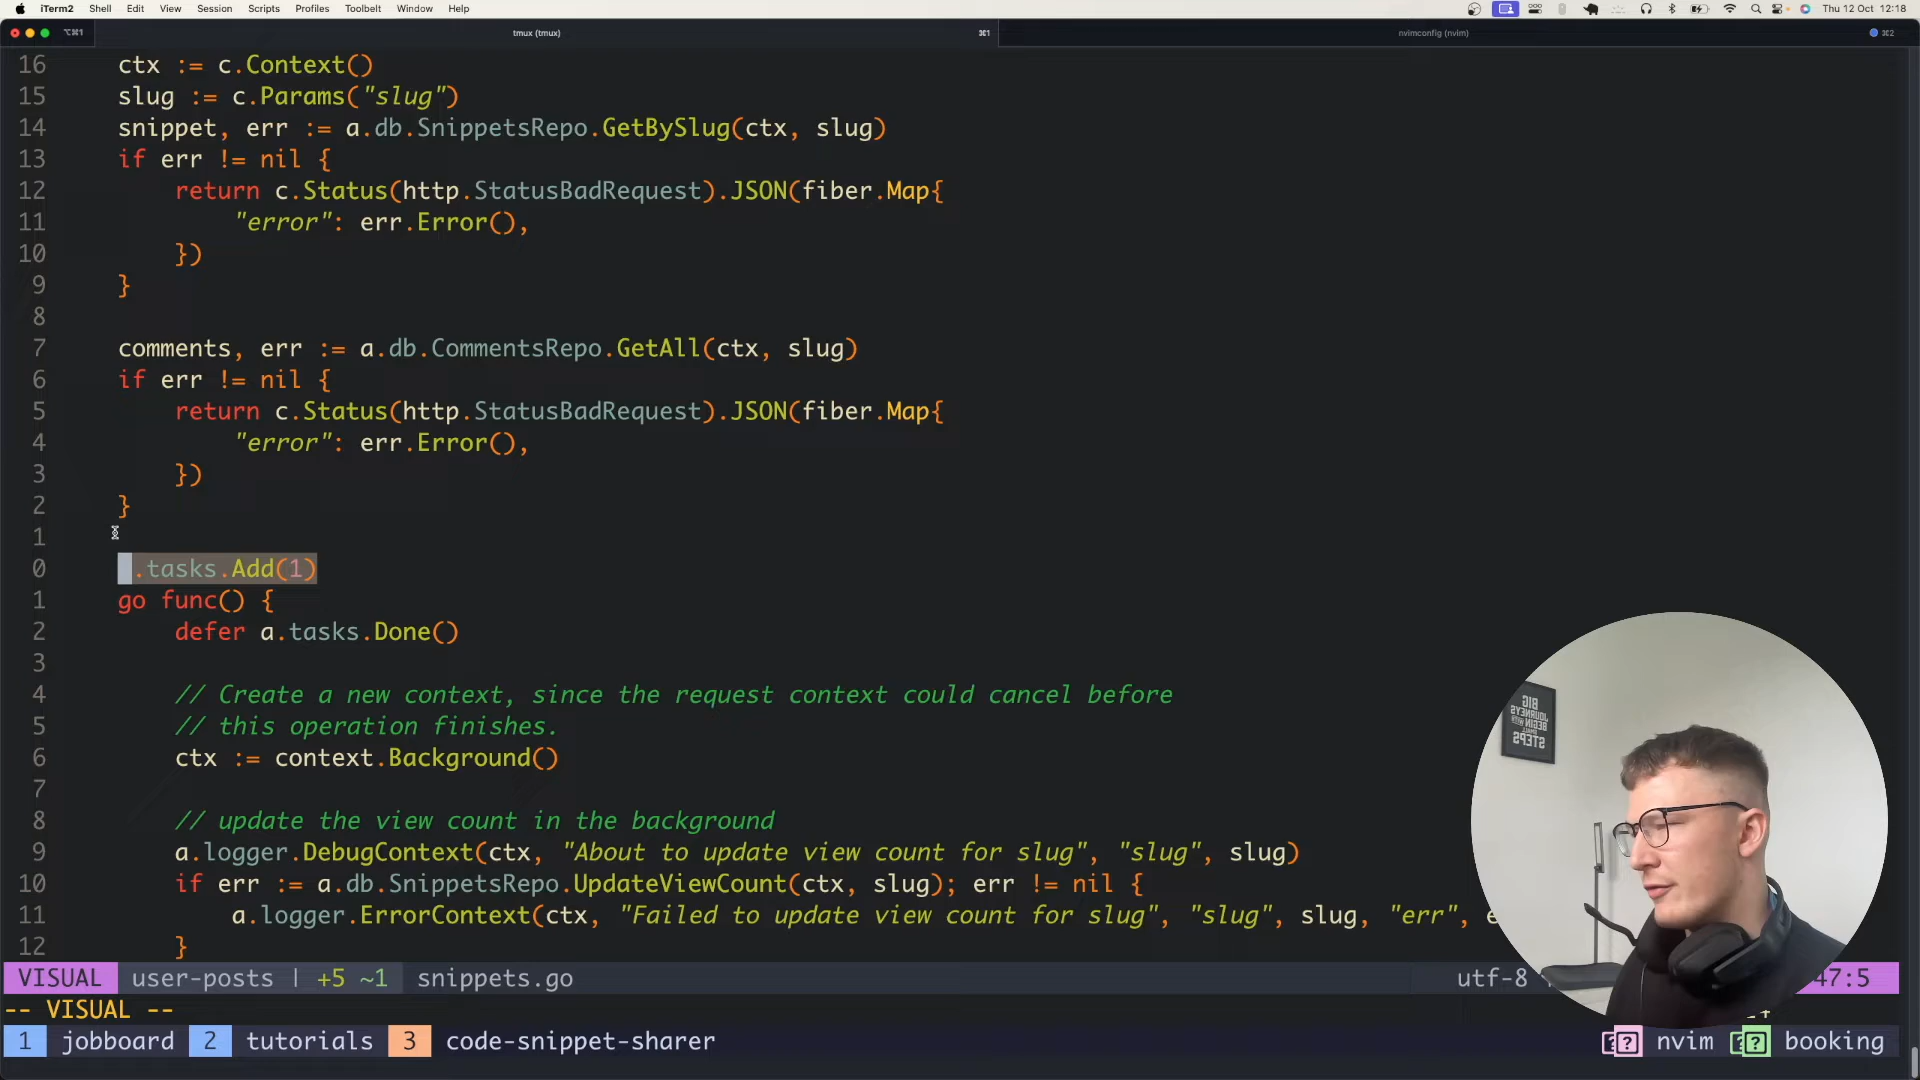 iTerm2 Shell Edit View Session Scripts Profiles Toolbelt Window Help Thu 12 Oct 12:18
⌥⌘1 tmux (tmux) ⌘1 nvimconfig (nvim) ⌘2
16 ctx := c.Context()
15 slug := c.Params("slug")
14 snippet, err := a.db.SnippetsRepo.GetBySlug(ctx, slug)
13 if err != nil {
12 return c.Status(http.StatusBadRequest).JSON(fiber.Map{
11 "error": err.Error(),
10 })
9 }
8
7 comments, err := a.db.CommentsRepo.GetAll(ctx, slug)
6 if err != nil {
5 return c.Status(http.StatusBadRequest).JSON(fiber.Map{
4 "error": err.Error(),
3 })
2 }
1
0 .tasks.Add(1)
1 go func() {
2 defer a.tasks.Done()
3
4 // Create a new context, since the request context could cancel before
5 // this operation finishes.
6 ctx := context.Background()
7
8 // update the view count in the background
9 a.logger.DebugContext(ctx, "About to update view count for slug", "slug", slug)
10 if err := a.db.SnippetsRepo.UpdateViewCount(ctx, slug); err != nil {
11 a.logger.ErrorContext(ctx, "Failed to update view count for slug", "slug", slug, "err",
12 }
VISUAL user-posts | +5 ~1 snippets.go utf-8 47:5
-- VISUAL --
1 jobboard 2 tutorials 3 code-snippet-sharer nvim booking